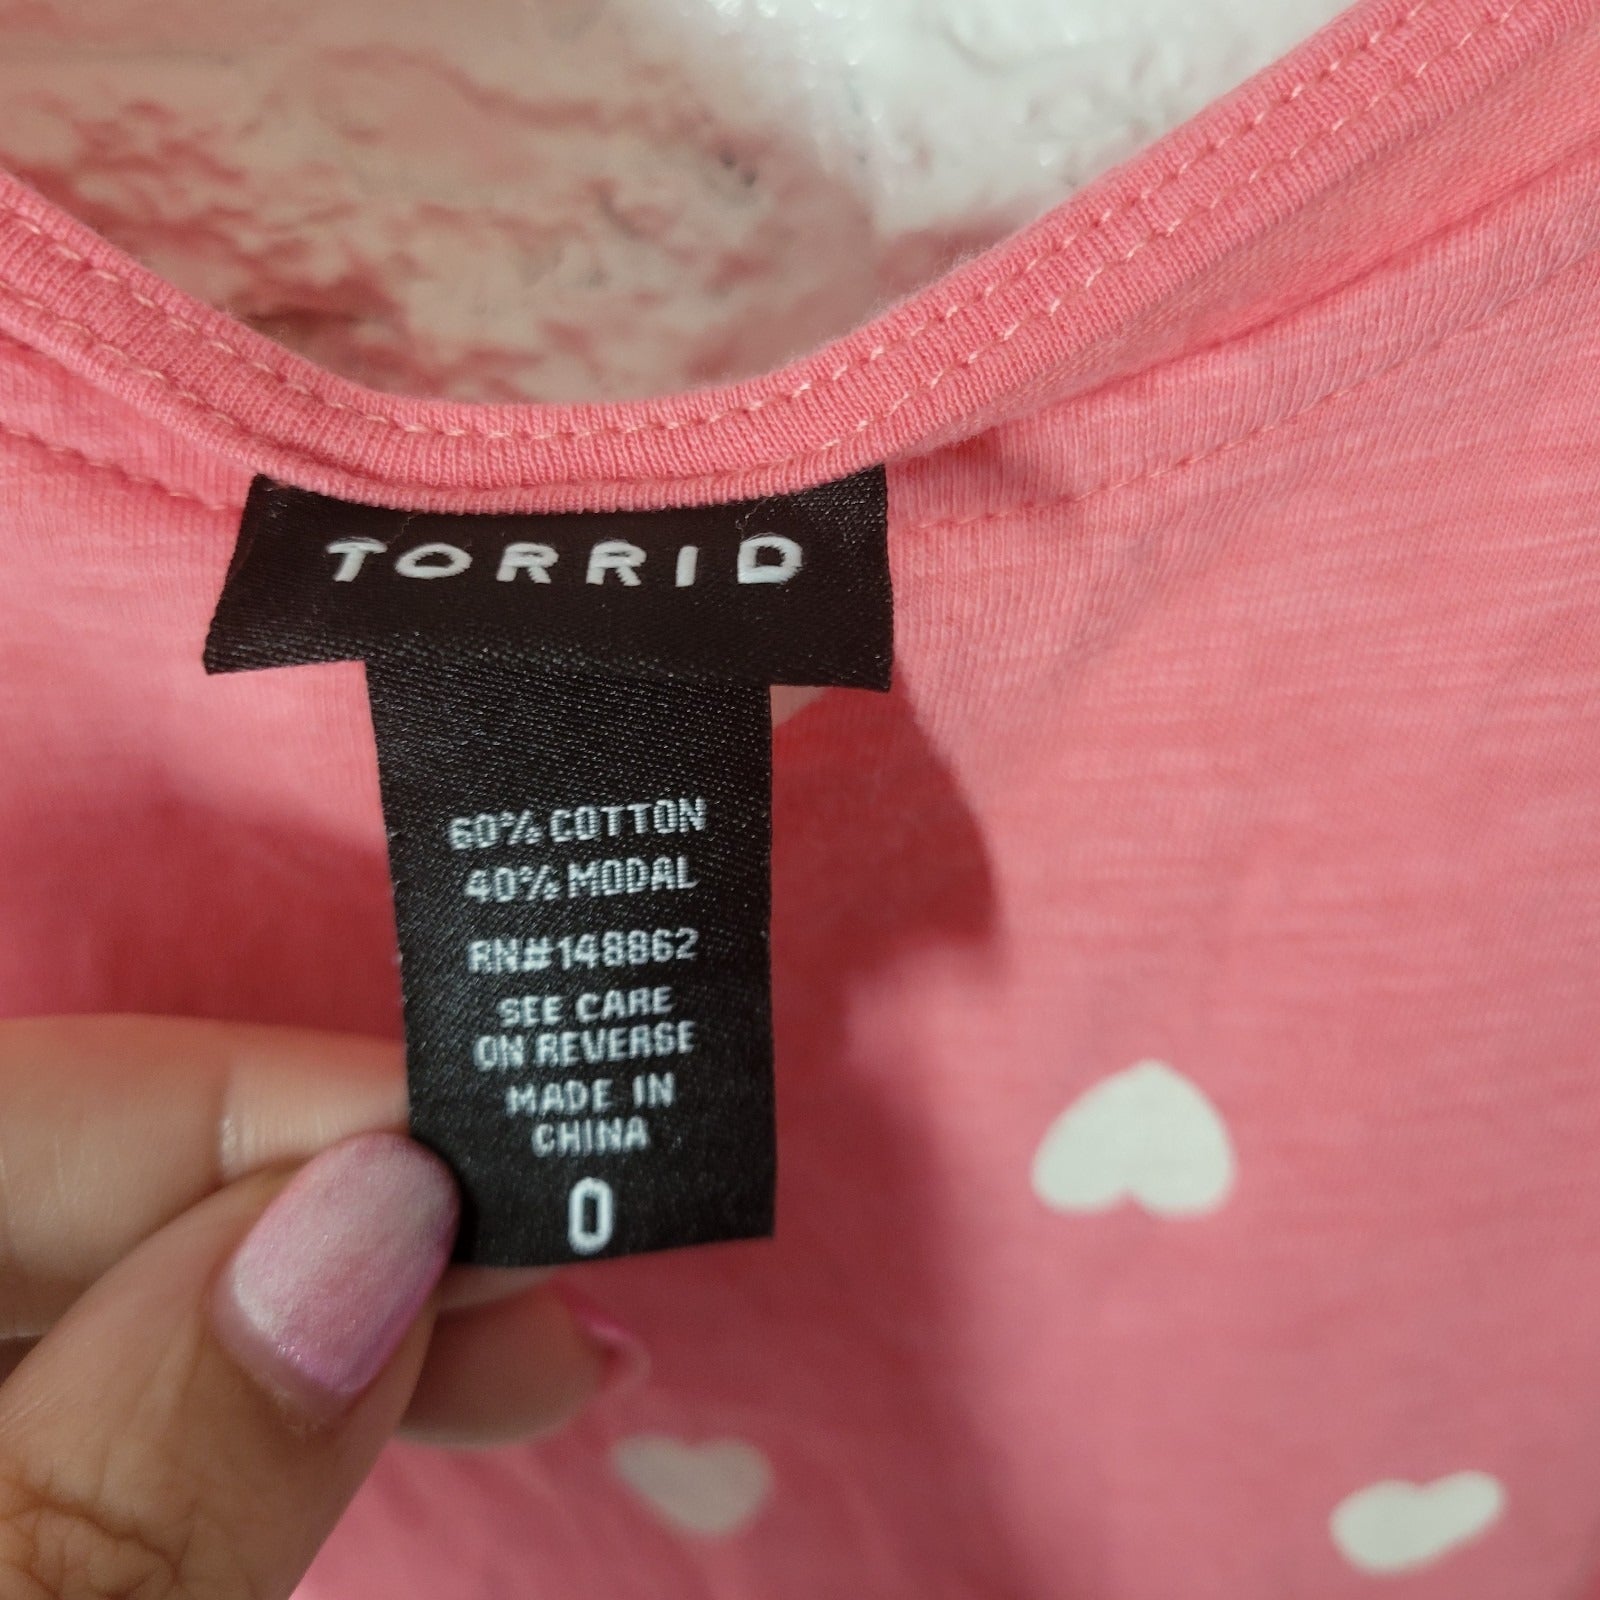 TORRID
60% COTTON
40% MODAL
RN#148862
SEE CARE
ON REVERSE
MADE IN
CHINA
0